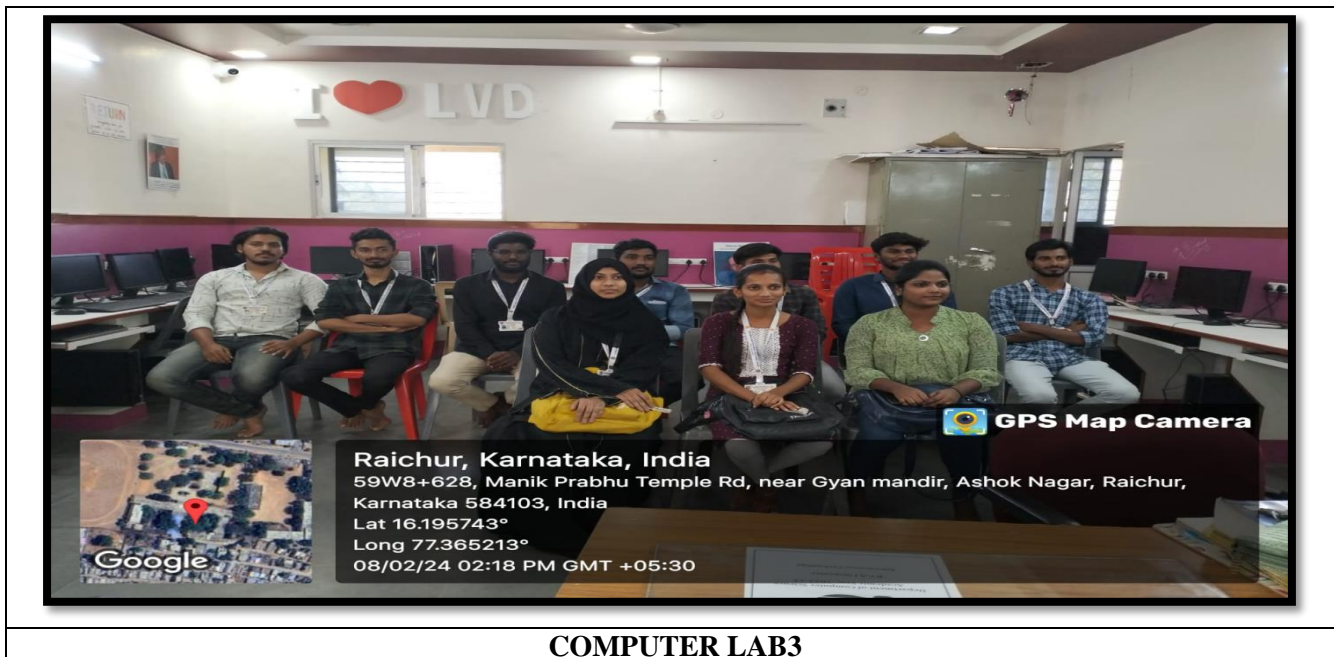 I ❤ LVD
GPS Map Camera
Raichur, Karnataka, India
59W8+628, Manik Prabhu Temple Rd, near Gyan mandir, Ashok Nagar, Raichur,
Karnataka 584103, India
Lat 16.195743°
Long 77.365213°
08/02/24 02:18 PM GMT +05:30
Google
COMPUTER LAB3